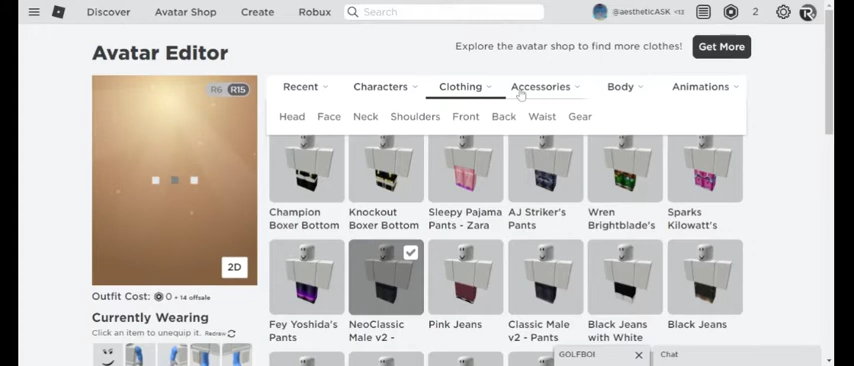 Discover Avatar Shop Create Robux Search @aestheticASK <13 2
Avatar Editor
Explore the avatar shop to find more clothes! Get More
R6 R15
Recent Characters Clothing Accessories Body Animations
Head Face Neck Shoulders Front Back Waist Gear
Champion Boxer Bottom
Knockout Boxer Bottom
Sleepy Pajama Pants - Zara
AJ Striker's Pants
Wren Brightblade's
Sparks Kilowatt's
2D
Outfit Cost: 0 + 14 offsale
Currently Wearing
Click an item to unequip it. Redraw
Fey Yoshida's Pants
NeoClassic Male v2 -
Pink Jeans
Classic Male v2 - Pants
Black Jeans with White
Black Jeans
GOLFBOI
Chat